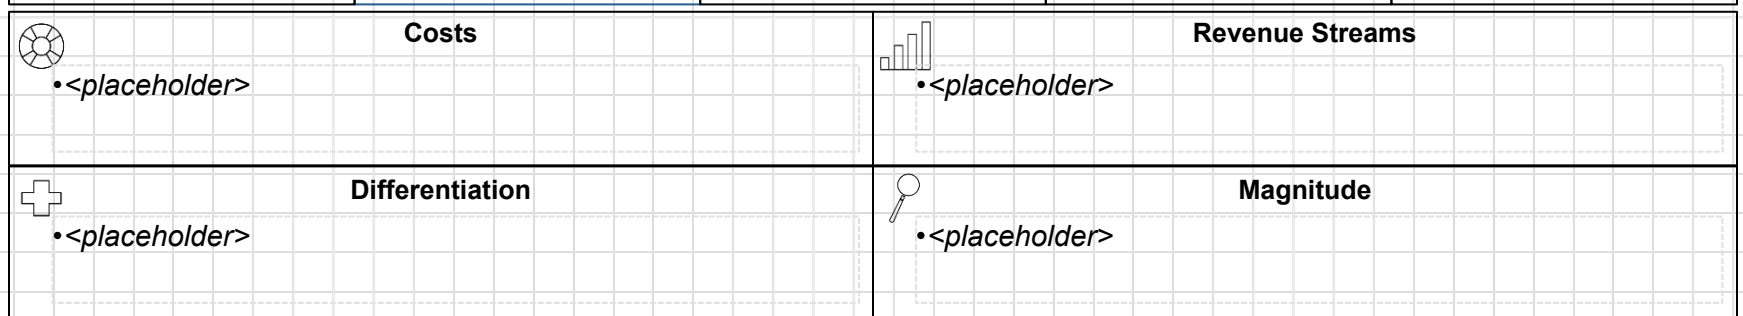 Costs
•<placeholder>
Revenue Streams
•<placeholder>
Differentiation
•<placeholder>
Magnitude
•<placeholder>